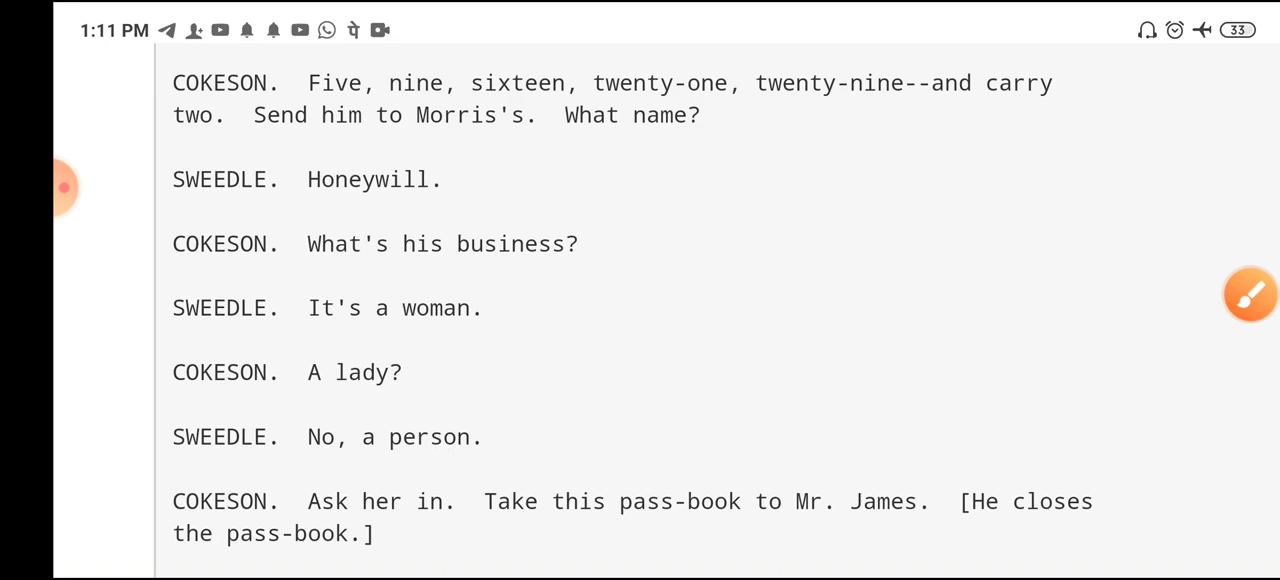 1:11 PM पे 33
COKESON.  Five, nine, sixteen, twenty-one, twenty-nine--and carry
two.  Send him to Morris's.  What name?
SWEEDLE.  Honeywill.
COKESON.  What's his business?
SWEEDLE.  It's a woman.
COKESON.  A lady?
SWEEDLE.  No, a person.
COKESON.  Ask her in.  Take this pass-book to Mr. James.  [He closes
the pass-book.]